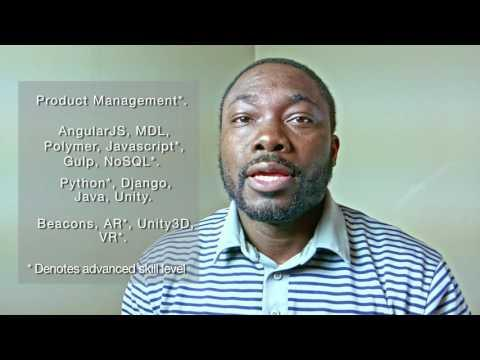 Product Management*.
AngularJS, MDL,
Polymer, Javascript*,
Gulp, NoSQL*.
Python*, Django,
Java, Unity.
Beacons, AR*, Unity3D,
VR*.
* Denotes advanced skill level